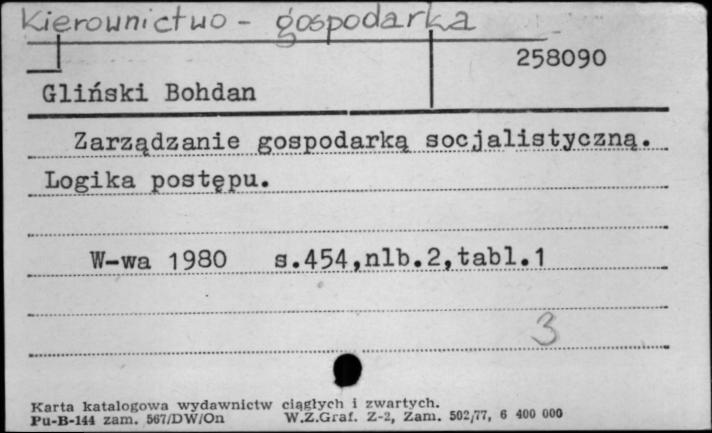 Kierownictwo - gospodarka
258090
Gliński Bohdan
Zarządzanie gospodarką socjalistyczną.
Logika postępu.
W-wa 1980 s.454,nlb.2,tabl.1
3
Karta katalogowa wydawnictw ciągłych i zwartych.
Pu-B-144 zam. 567/DW/On W.Z.Graf. Z-2, Zam. 502/77, 6 400 000